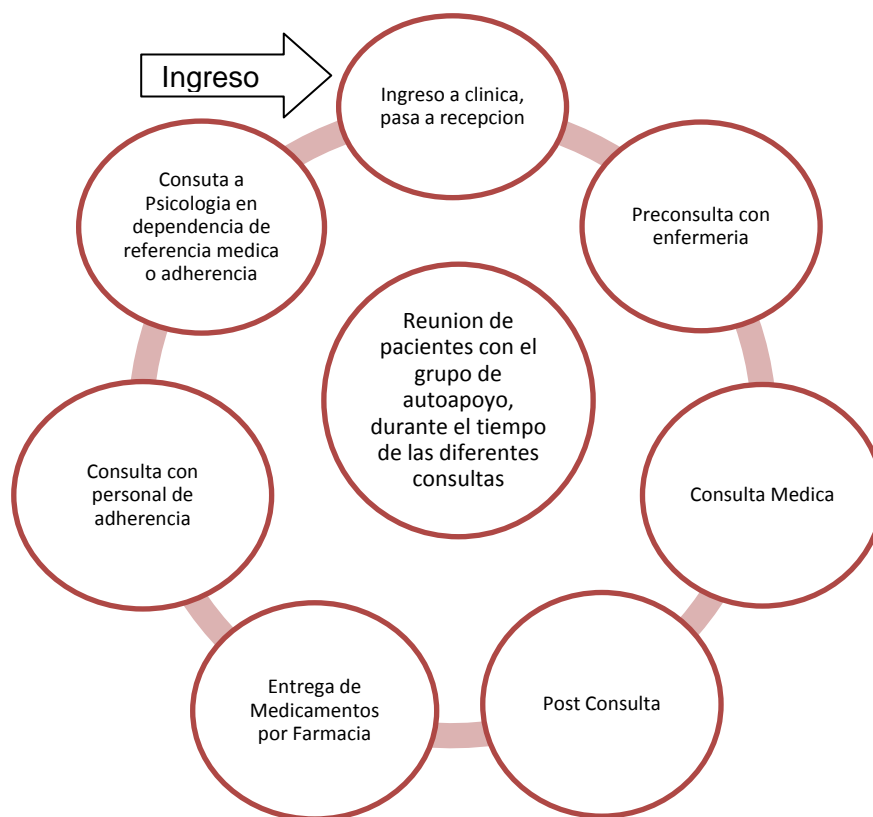 Ingreso
Ingreso a clinica,
pasa a recepcion
Preconsulta con
enfermeria
Consulta Medica
Post Consulta
Entrega de
Medicamentos
por Farmacia
Consulta con
personal de
adherencia
Consuta a
Psicologia en
dependencia de
referencia medica
o adherencia
Reunion de
pacientes con el
grupo de
autoapoyo,
durante el tiempo
de las diferentes
consultas